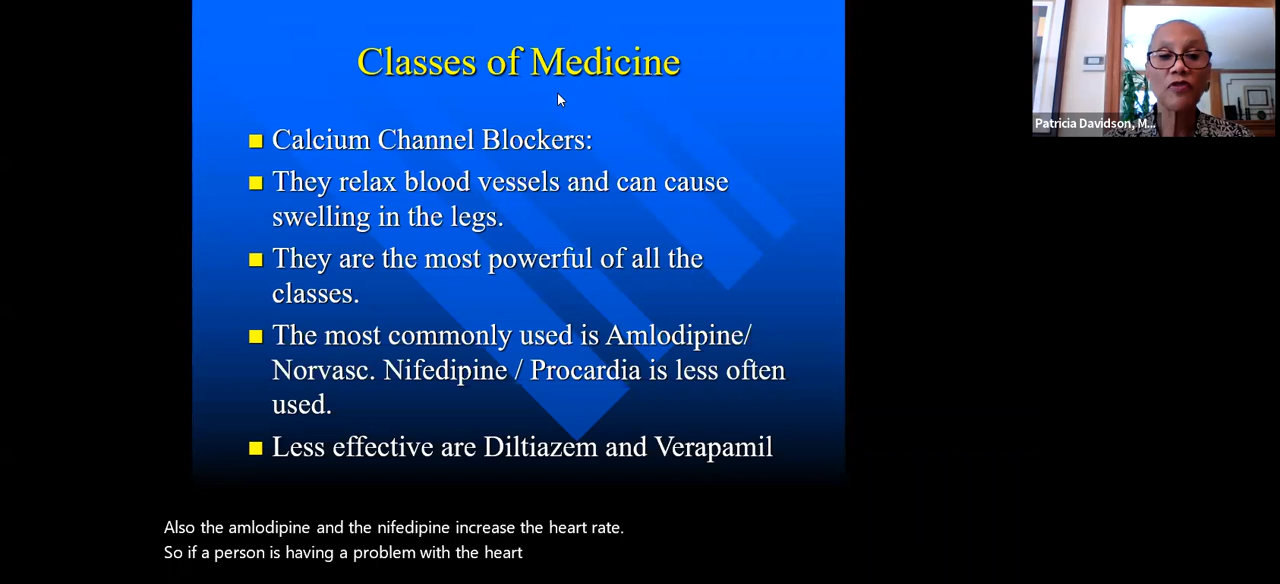 Classes of Medicine
Calcium Channel Blockers:
They relax blood vessels and can cause
swelling in the legs.
They are the most powerful of all the
classes.
The most commonly used is Amlodipine/
Norvasc. Nifedipine / Procardia is less often
used.
Less effective are Diltiazem and Verapamil
Patricia Davidson, M...
Also the amlodipine and the nifedipine increase the heart rate.
So if a person is having a problem with the heart